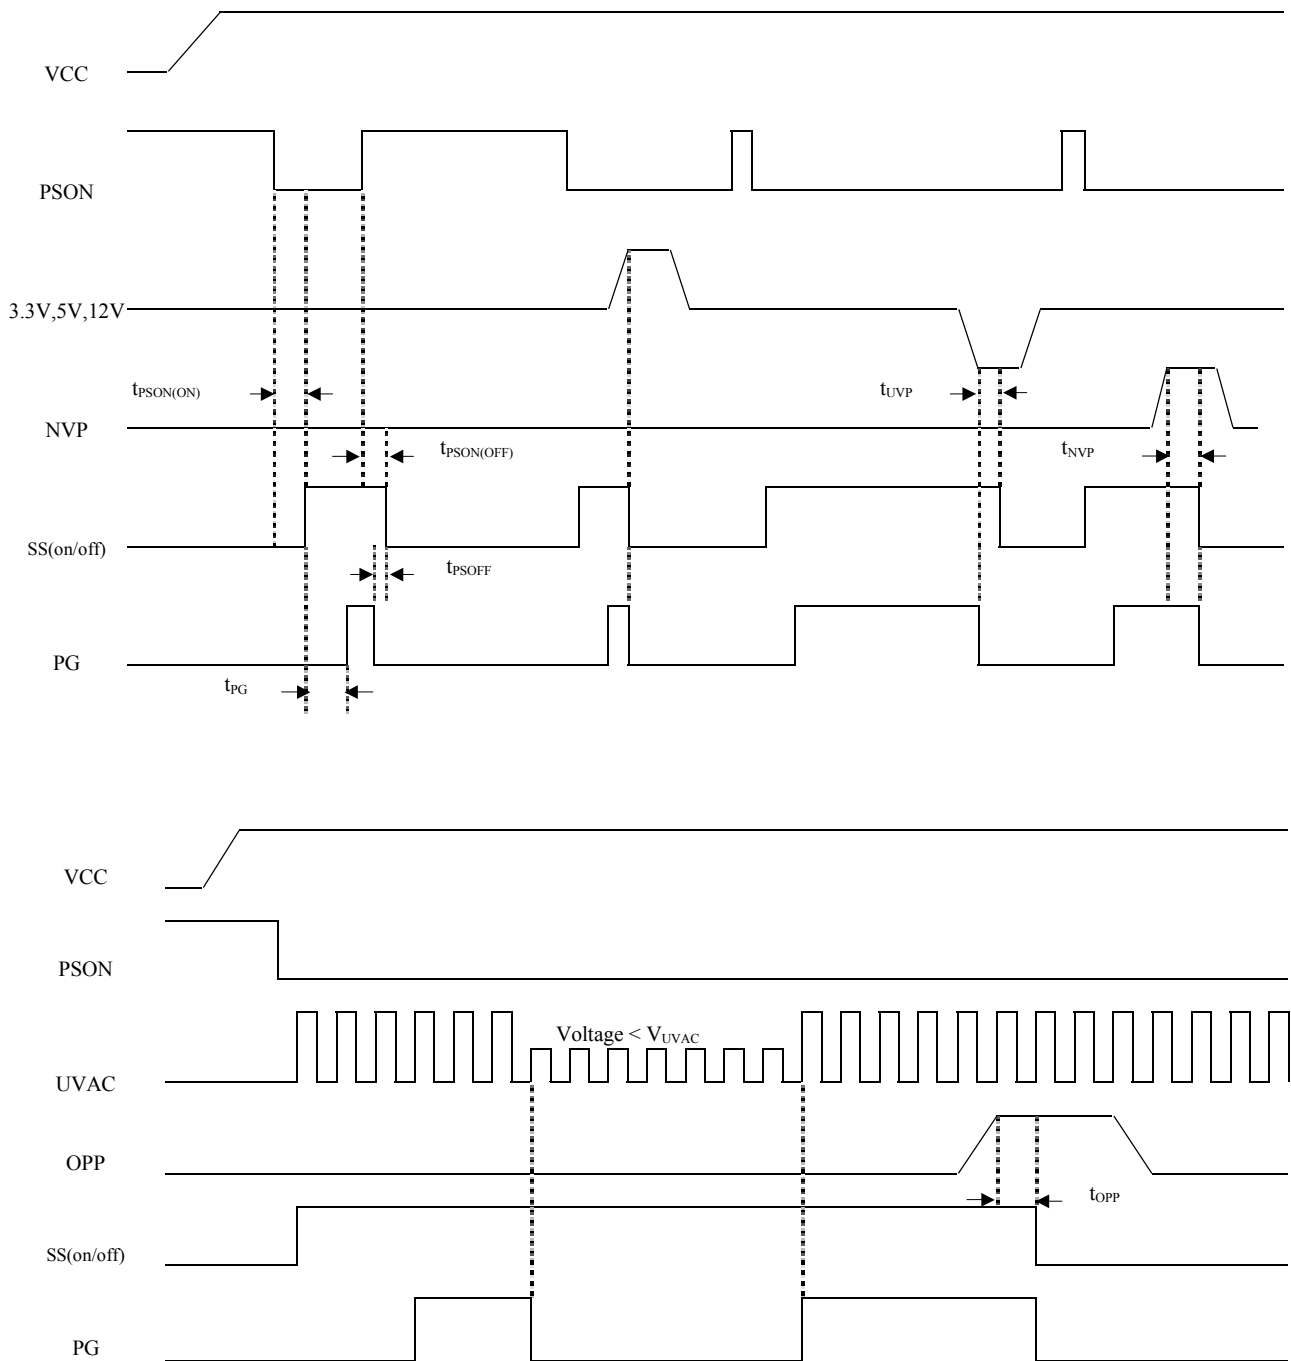 VCC
PSON
3.3V,5V,12V
tPSON(ON)
tUVP
NVP
tPSON(OFF)
tNVP
SS(on/off)
tPSOFF
PG
tPG
VCC
PSON
Voltage < VUVAC
UVAC
OPP
tOPP
SS(on/off)
PG